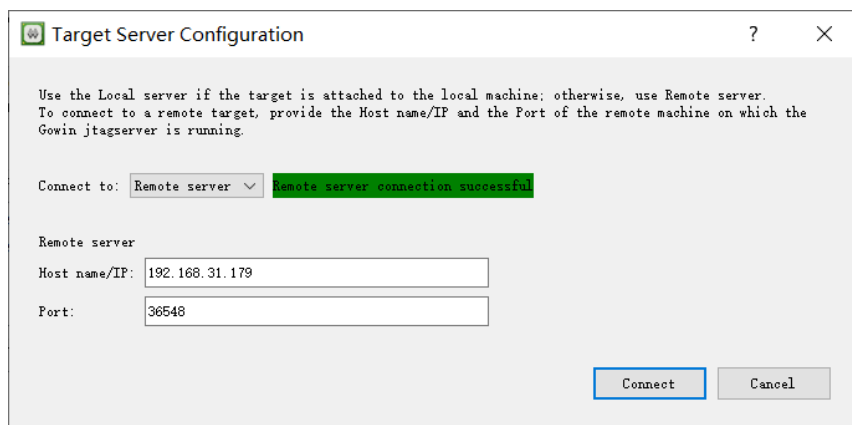 Target Server Configuration
Use the Local server if the target is attached to the local machine; otherwise, use Remote server.
To connect to a remote target, provide the Host name/IP and the Port of the remote machine on which the
Gowin jtagserver is running.
Connect to: Remote server Remote server connection successful
Remote server
Host name/IP: 192.168.31.179
Port: 36548
Connect Cancel